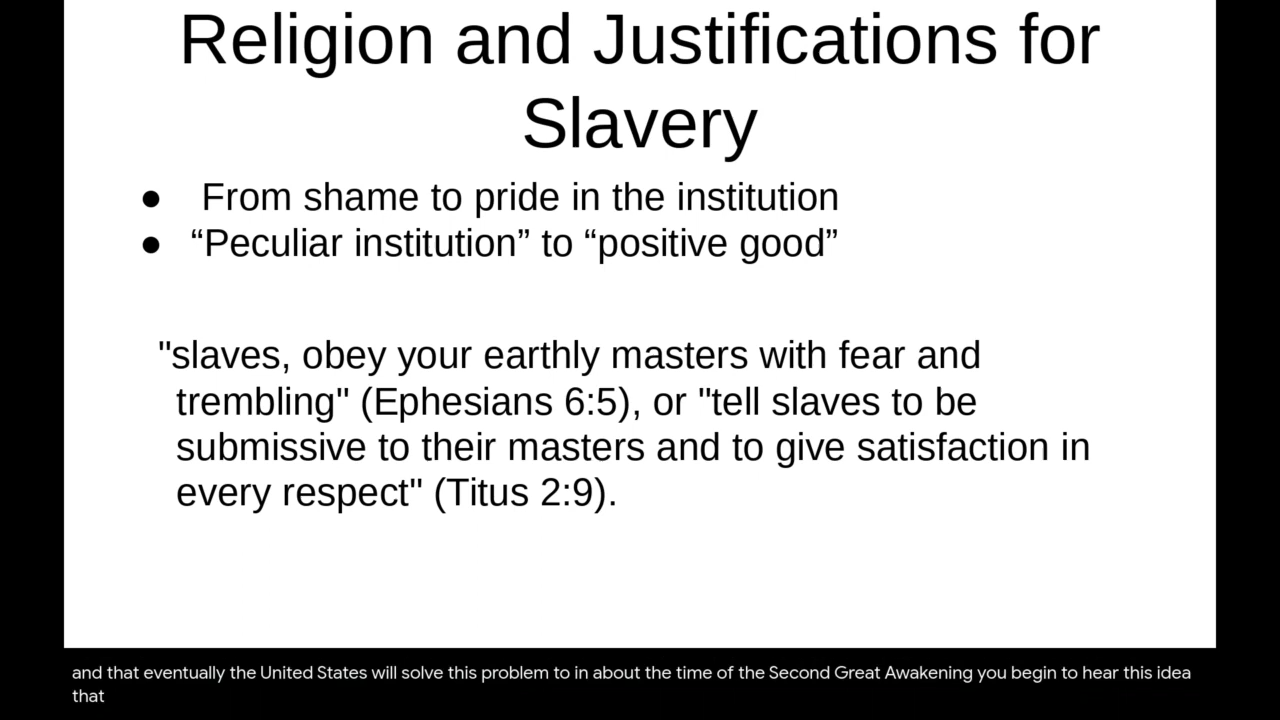 Religion and Justifications for
Slavery
● From shame to pride in the institution
● “Peculiar institution” to “positive good”
"slaves, obey your earthly masters with fear and
trembling" (Ephesians 6:5), or "tell slaves to be
submissive to their masters and to give satisfaction in
every respect" (Titus 2:9).
and that eventually the United States will solve this problem to in about the time of the Second Great Awakening you begin to hear this idea
that